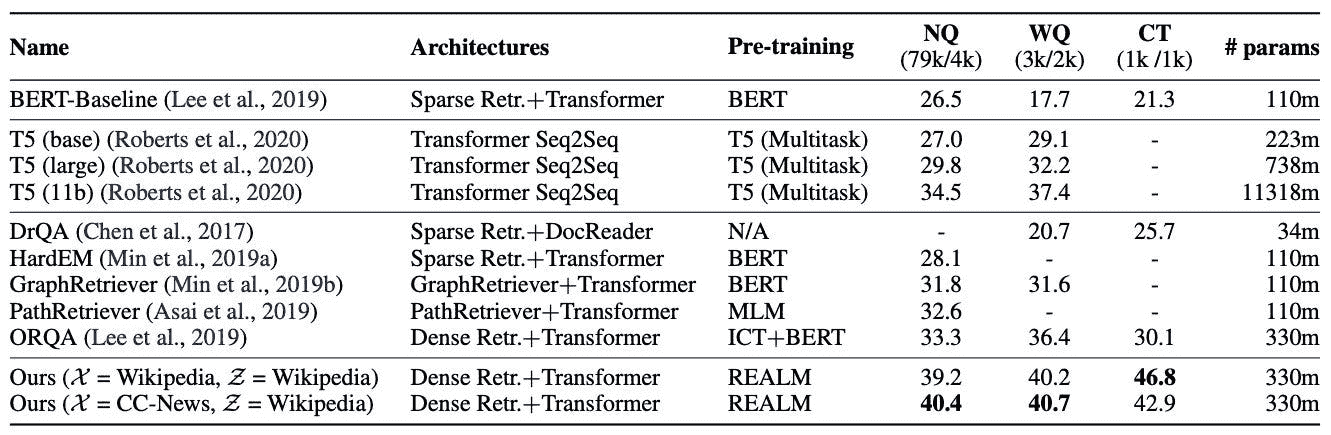 Name Architectures Pre-training NQ (79k/4k) WQ (3k/2k) CT (1k /1k) # params
BERT-Baseline (Lee et al., 2019) Sparse Retr.+Transformer BERT 26.5 17.7 21.3 110m
T5 (base) (Roberts et al., 2020) Transformer Seq2Seq T5 (Multitask) 27.0 29.1 - 223m
T5 (large) (Roberts et al., 2020) Transformer Seq2Seq T5 (Multitask) 29.8 32.2 - 738m
T5 (11b) (Roberts et al., 2020) Transformer Seq2Seq T5 (Multitask) 34.5 37.4 - 11318m
DrQA (Chen et al., 2017) Sparse Retr.+DocReader N/A - 20.7 25.7 34m
HardEM (Min et al., 2019a) Sparse Retr.+Transformer BERT 28.1 - - 110m
GraphRetriever (Min et al., 2019b) GraphRetriever+Transformer BERT 31.8 31.6 - 110m
PathRetriever (Asai et al., 2019) PathRetriever+Transformer MLM 32.6 - - 110m
ORQA (Lee et al., 2019) Dense Retr.+Transformer ICT+BERT 33.3 36.4 30.1 330m
Ours (𝒳 = Wikipedia, 𝒵 = Wikipedia) Dense Retr.+Transformer REALM 39.2 40.2 46.8 330m
Ours (𝒳 = CC-News, 𝒵 = Wikipedia) Dense Retr.+Transformer REALM 40.4 40.7 42.9 330m